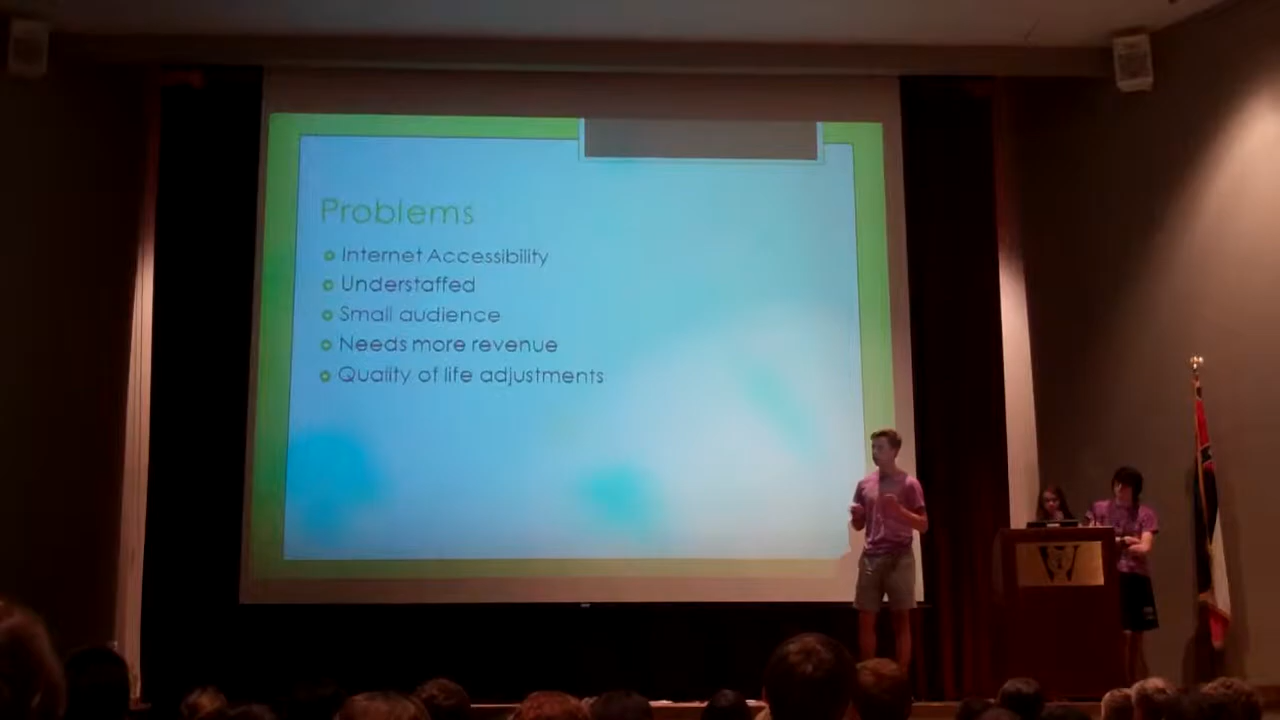 Problems
Internet Accessibility
Understaffed
Small audience
Needs more revenue
Quality of life adjustments